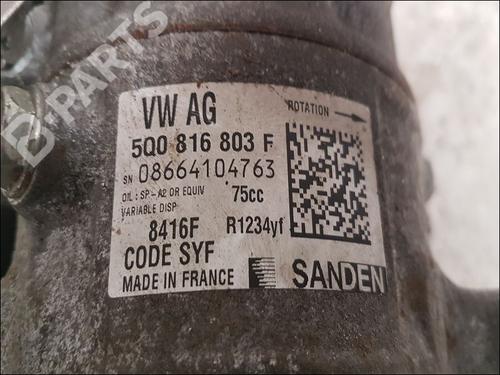 B-PARTS
VW AG
ROTATION
5Q0 816 803 F
SN 08664104763
OIL : SP-A2 OR EQUIV 75cc
VARIABLE DISP
8416F R1234yf
CODE SYF
MADE IN FRANCE SANDEN